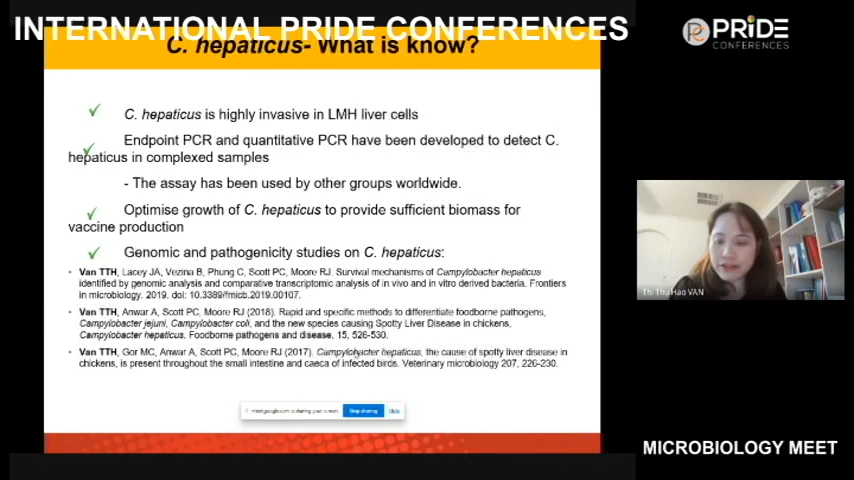 INTERNATIONAL PRIDE CONFERENCES
PRIDE
CONFERENCES
C. hepaticus- What is know?
C. hepaticus is highly invasive in LMH liver cells
Endpoint PCR and quantitative PCR have been developed to detect C.
hepaticus in complexed samples
- The assay has been used by other groups worldwide.
Optimise growth of C. hepaticus to provide sufficient biomass for
vaccine production
Genomic and pathogenicity studies on C. hepaticus:
Van TTH, Lacey JA, Vezina B, Phung C, Scott PC, Moore RJ. Survival mechanisms of Campylobacter hepaticus
identified by genomic analysis and comparative transcriptomic analysis of in vivo and in vitro derived bacteria. Frontiers
in microbiology. 2019. doi: 10.3389/fmicb.2019.00107.
Van TTH, Anwar A, Scott PC, Moore RJ (2018). Rapid and specific methods to differentiate foodborne pathogens,
Campylobacter jejuni, Campylobacter coli, and the new species causing Spotty Liver Disease in chickens,
Campylobacter hepaticus. Foodborne pathogens and disease. 15, 526-530.
Van TTH, Gor MC, Anwar A, Scott PC, Moore RJ (2017). Campylobacter hepaticus, the cause of spotty liver disease in
chickens, is present throughout the small intestine and caeca of infected birds. Veterinary microbiology 207, 226-230.
meet.google.com is sharing your screen.
Stop sharing
Hide
Thi Thu Hao VAN
MICROBIOLOGY MEET